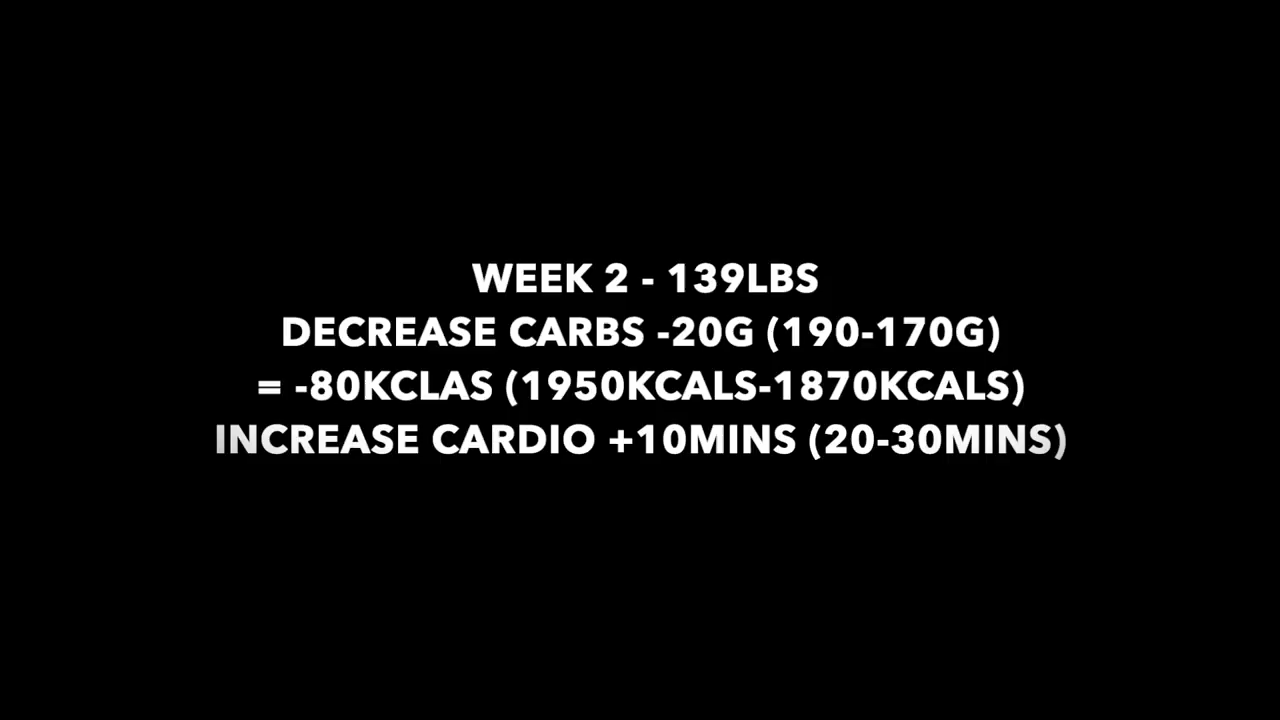 WEEK 2 - 139LBS
DECREASE CARBS -20G (190-170G)
= -80KCLAS (1950KCALS-1870KCALS)
INCREASE CARDIO +10MINS (20-30MINS)